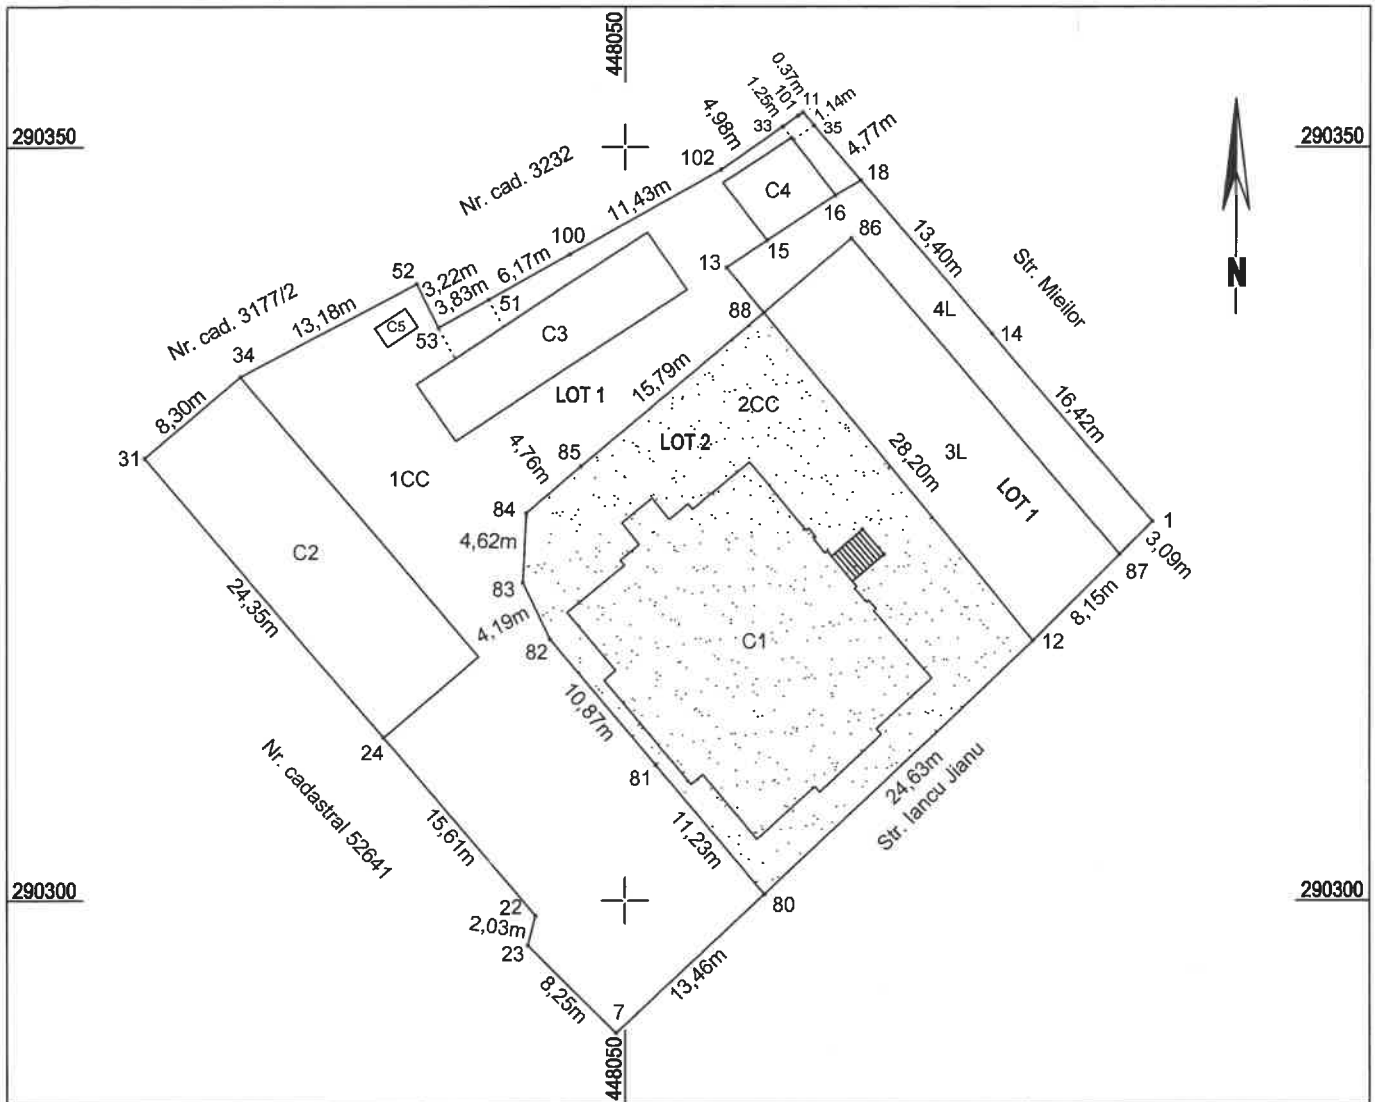 448050
290350
290350
0.37m
101
11
1.25m
1.14m
33
35
4,98m
4,77m
102
18
Nr. cad. 3232
C4
11,43m
16
86
100
15
13,40m
Str. Mieilor
13
N
52
3,22m
6,17m
3,83m
51
88
4L
14
Nr. cad. 3177/2
13,18m
C5
53
C3
34
15,79m
LOT 1
2CC
16,42m
8,30m
LOT 2
28,20m
3L
31
85
4,76m
1CC
LOT 1
84
1
4,62m
3,09m
C2
87
83
8,15m
24,35m
4,19m
C1
12
82
10,87m
24
Nr. cadastral 52641
81
24,63m
Str. Iancu Jianu
15,61m
11,23m
290300
290300
22
80
2,03m
23
13,46m
8,25m
7
448050